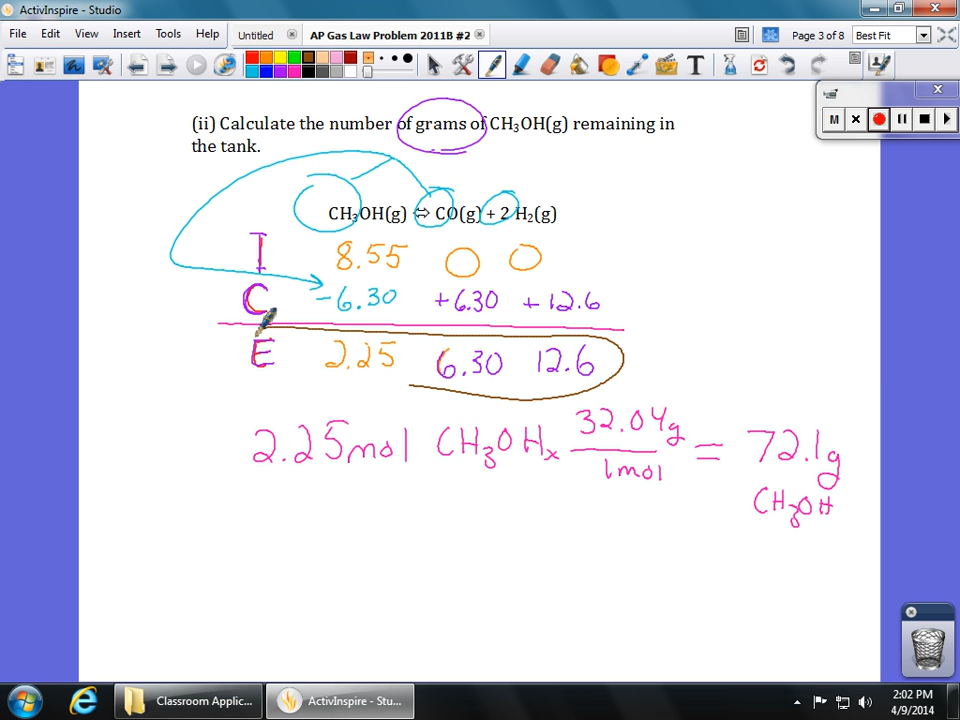 ActivInspire - Studio
File Edit View Insert Tools Help
Untitled
AP Gas Law Problem 2011B #2
Page 3 of 8
Best Fit
T
M
(ii) Calculate the number of grams of CH₃OH(g) remaining in
the tank.
CH₃OH(g) ⇔ CO(g) + 2 H₂(g)
I 8.55 0 0
C -6.30 +6.30 +12.6
E 2.25 6.30 12.6
2.25mol CH₃OH x 32.04g = 72.1g
1mol
CH₃OH
Classroom Applic...
ActivInspire - Stu...
2:02 PM
4/9/2014